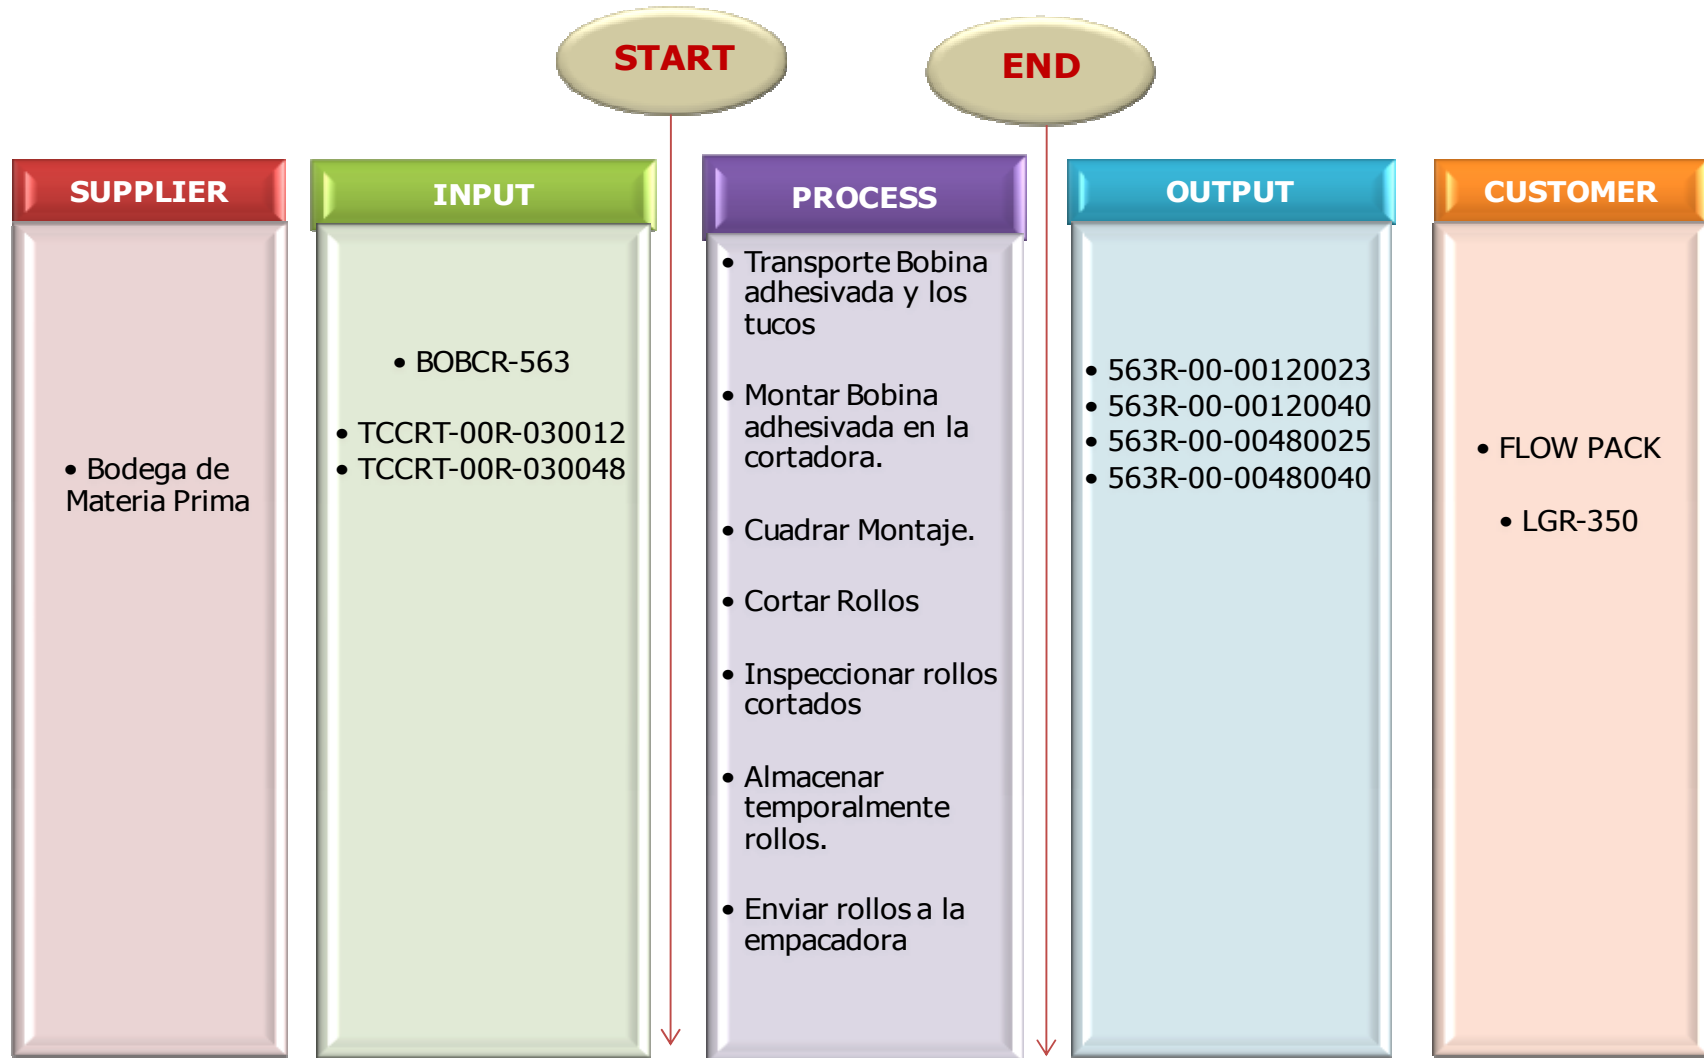 START
END
SUPPLIER
• Bodega de
Materia Prima
INPUT
• BOBCR-563
• TCCRT-00R-030012
• TCCRT-00R-030048
PROCESS
• Transporte Bobina
adhesivada y los
tucos
• Montar Bobina
adhesivada en la
cortadora.
• Cuadrar Montaje.
• Cortar Rollos
• Inspeccionar rollos
cortados
• Almacenar
temporalmente
rollos.
• Enviar rollos a la
empacadora
OUTPUT
• 563R-00-00120023
• 563R-00-00120040
• 563R-00-00480025
• 563R-00-00480040
CUSTOMER
• FLOW PACK
• LGR-350